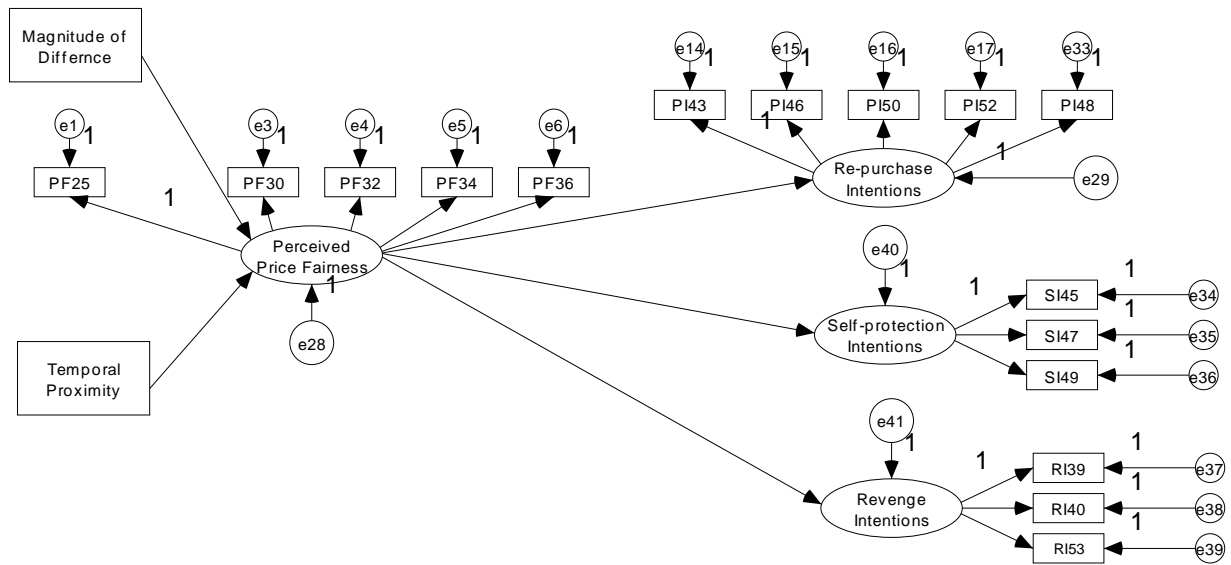 Magnitude of
Differnce
e14 1 e15 1 e16 1 e17 1 e33 1
PI43 PI46 PI50 PI52 PI48
1
e1 1 e3 1 e4 1 e5 1 e6 1
PF25 PF30 PF32 PF34 PF36
1
Re-purchase
Intentions
1
e29
Perceived
Price Fairness
1
e28
e40
1
Self-protection
Intentions
1
SI45 1 e34
SI47 1 e35
SI49 1 e36
Temporal
Proximity
e41
1
Revenge
Intentions
1
RI39 1 e37
RI40 1 e38
RI53 1 e39